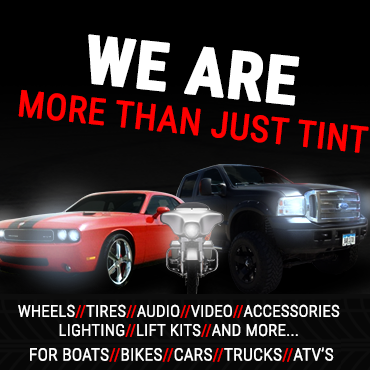 WE ARE
MORE THAN JUST TINT
WHEELS//TIRES//AUDIO//VIDEO//ACCESSORIES
LIGHTING//LIFT KITS//AND MORE...
FOR BOATS//BIKES//CARS//TRUCKS//ATV'S